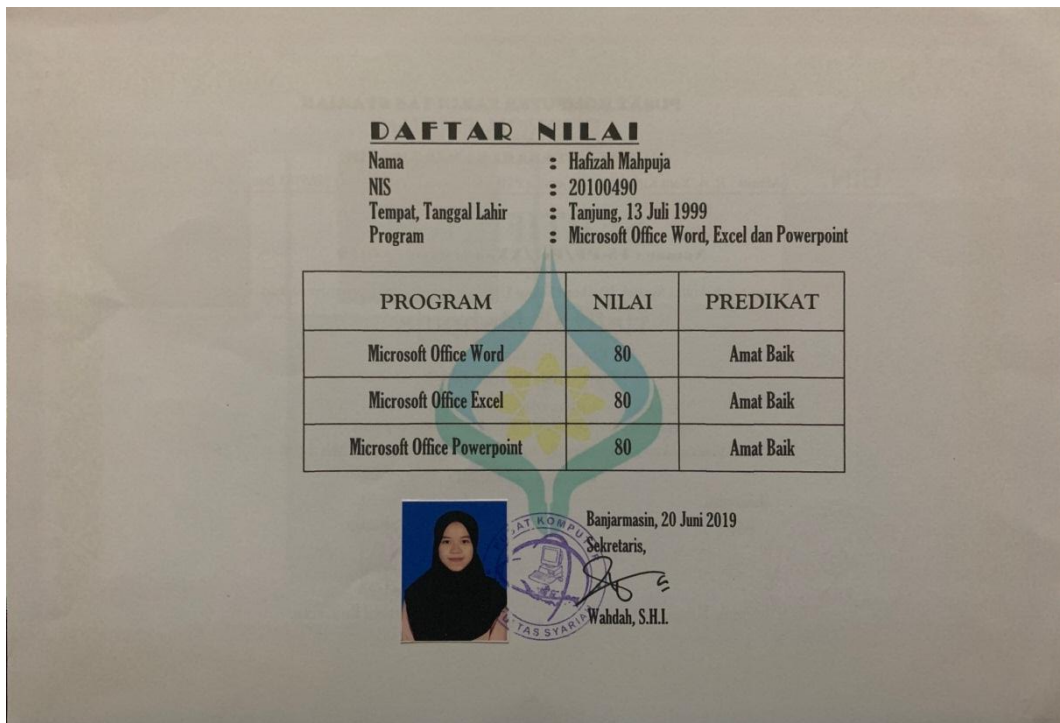 DAFTAR NILAI
Nama : Hafizah Mahpuja
NIS : 20100490
Tempat, Tanggal Lahir : Tanjung, 13 Juli 1999
Program : Microsoft Office Word, Excel dan Powerpoint
PROGRAM NILAI PREDIKAT
Microsoft Office Word 80 Amat Baik
Microsoft Office Excel 80 Amat Baik
Microsoft Office Powerpoint 80 Amat Baik
Banjarmasin, 20 Juni 2019
Sekretaris,
Wahdah, S.H.I.